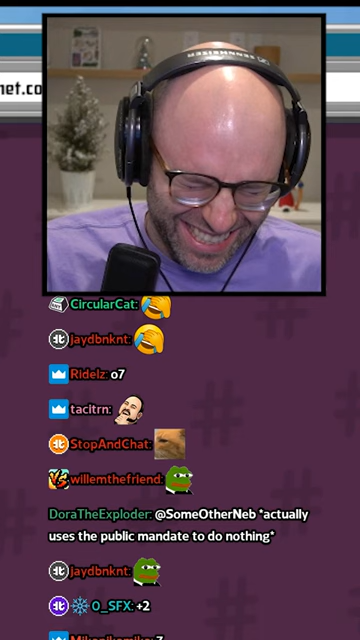 net.co
SENNHEISER
CircularCat:
jaydbnknt:
Ridelz: o7
tacitrn:
StopAndChat:
willemthefriend:
DoraTheExploder: @SomeOtherNeb *actually
uses the public mandate to do nothing*
jaydbnknt:
O_SFX: +2